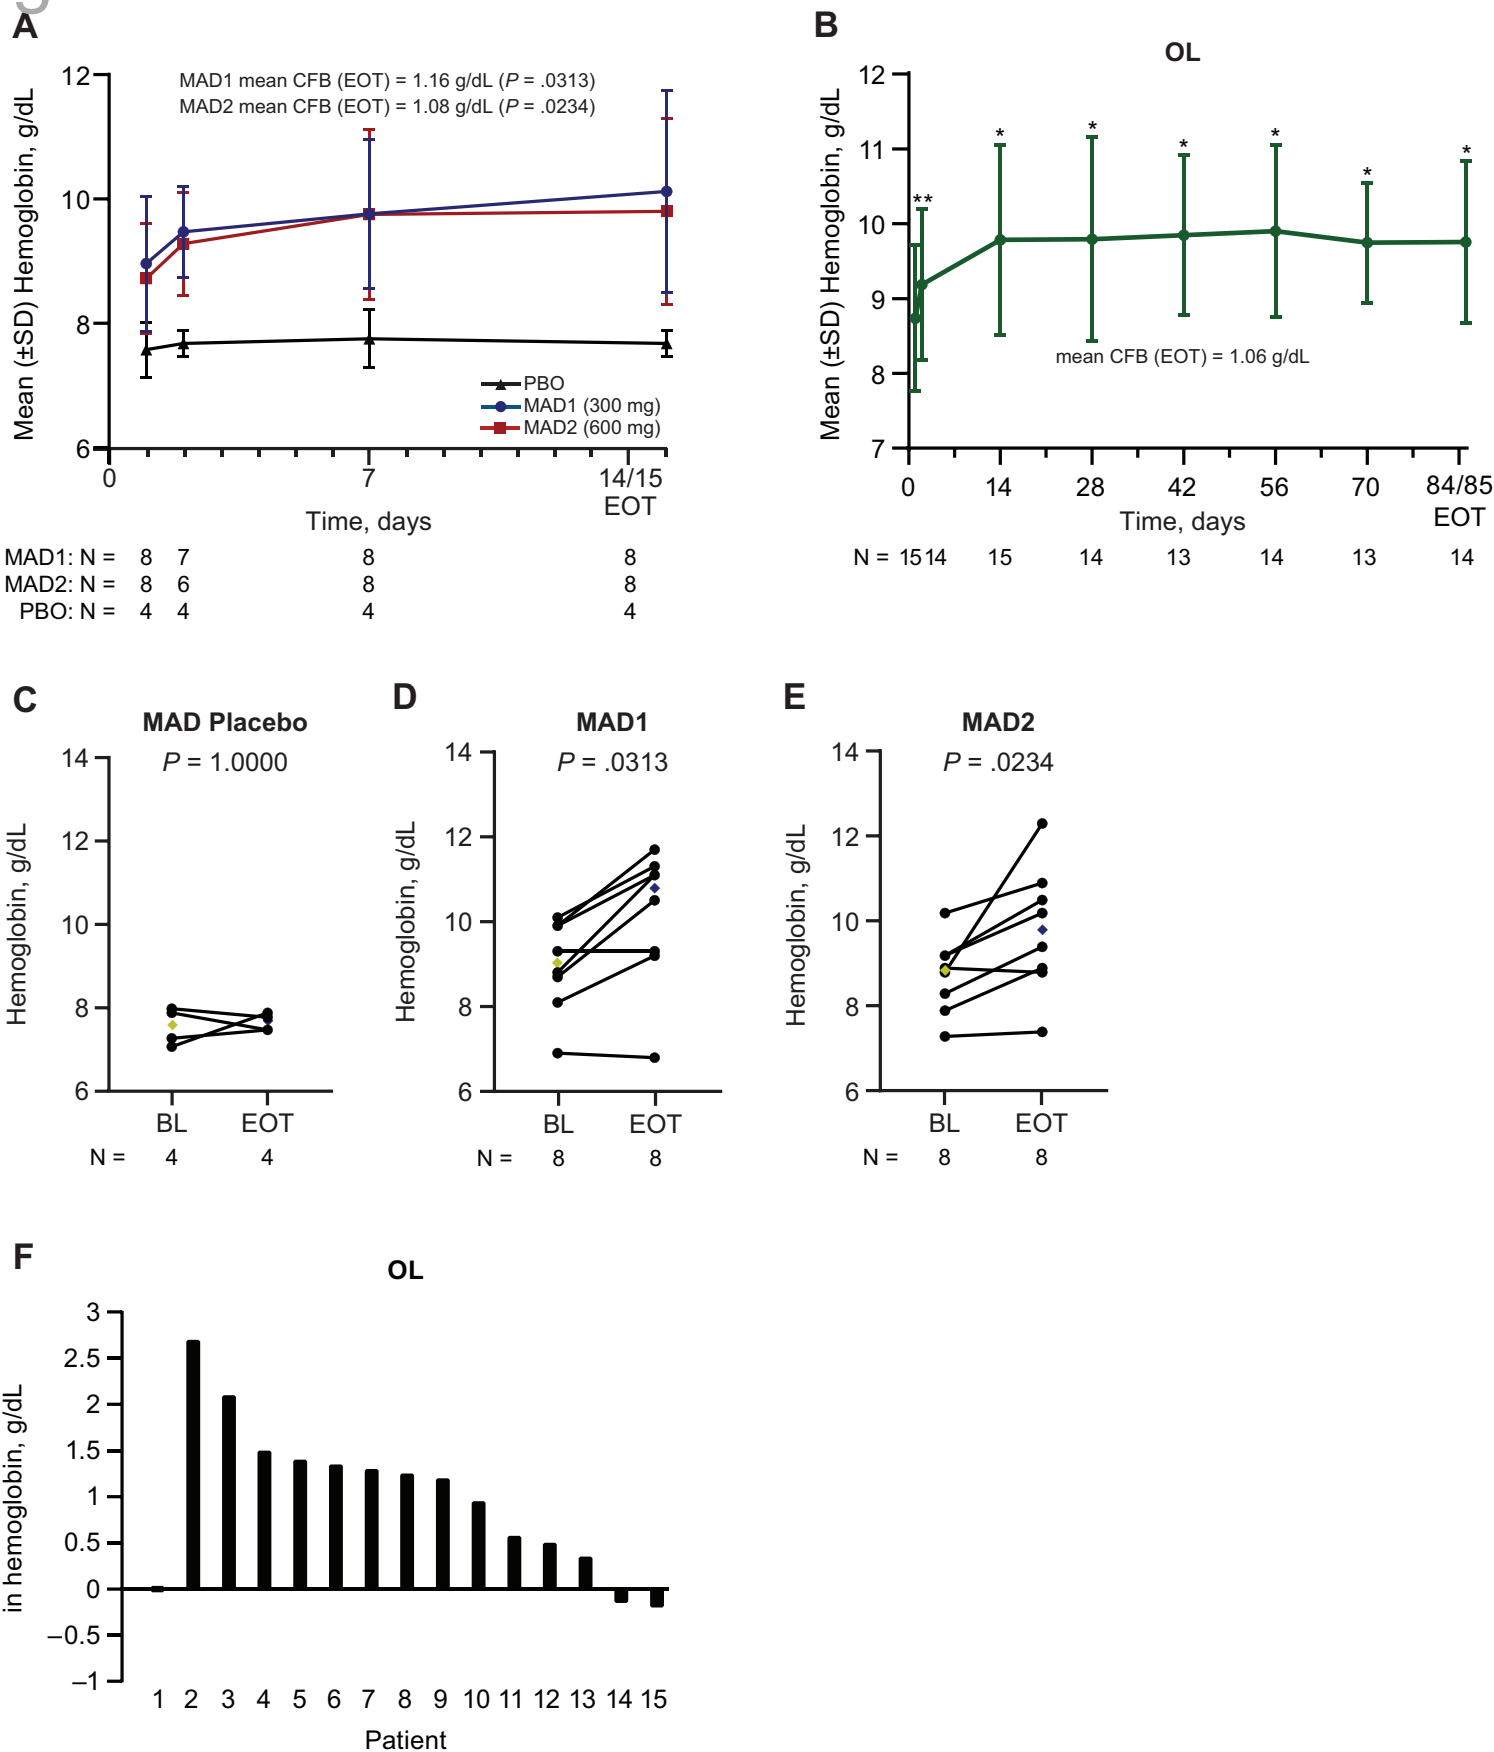 A
MAD1 mean CFB (EOT) = 1.16 g/dL (P = .0313)
MAD2 mean CFB (EOT) = 1.08 g/dL (P = .0234)
Mean (±SD) Hemoglobin, g/dL
12
10
8
6
PBO
MAD1 (300 mg)
MAD2 (600 mg)
0 7 14/15
EOT
Time, days
MAD1: N = 8 7 8 8
MAD2: N = 8 6 8 8
PBO: N = 4 4 4 4
B
OL
Mean (±SD) Hemoglobin, g/dL
12
11
10
9
8
7
** * * * * * *
mean CFB (EOT) = 1.06 g/dL
0 14 28 42 56 70 84/85
EOT
Time, days
N = 15 14 15 14 13 14 13 14
C
MAD Placebo
P = 1.0000
Hemoglobin, g/dL
14
12
10
8
6
BL EOT
N = 4 4
D
MAD1
P = .0313
Hemoglobin, g/dL
14
12
10
8
6
BL EOT
N = 8 8
E
MAD2
P = .0234
Hemoglobin, g/dL
14
12
10
8
6
BL EOT
N = 8 8
F
OL
in hemoglobin, g/dL
3
2.5
2
1.5
1
0.5
0
–0.5
–1
1 2 3 4 5 6 7 8 9 10 11 12 13 14 15
Patient